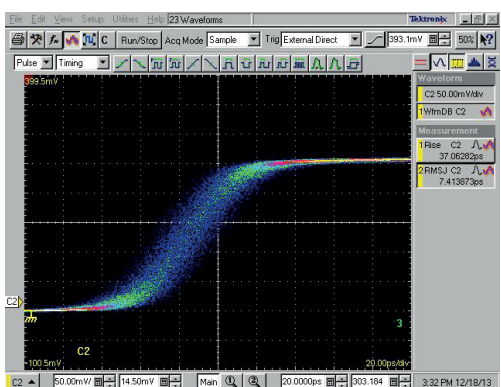 File Edit View Setup Utilities Help 23 Waveforms Tektronix
C Run/Stop Acq Mode Sample Trig External Direct 393.1mV 50%
Pulse Timing
399.5mV
Waveform
C2 50.00mV/div
1 WfmDB C2
Measurement
1 Rise C2
37.06282ps
2 RMSJ C2
7.413873ps
C2
3
C2
-100.5mV 20.00ps/div
C2 50.00mV 14.50mV Main 20.0000ps 303.184 3:32 PM 12/18/13